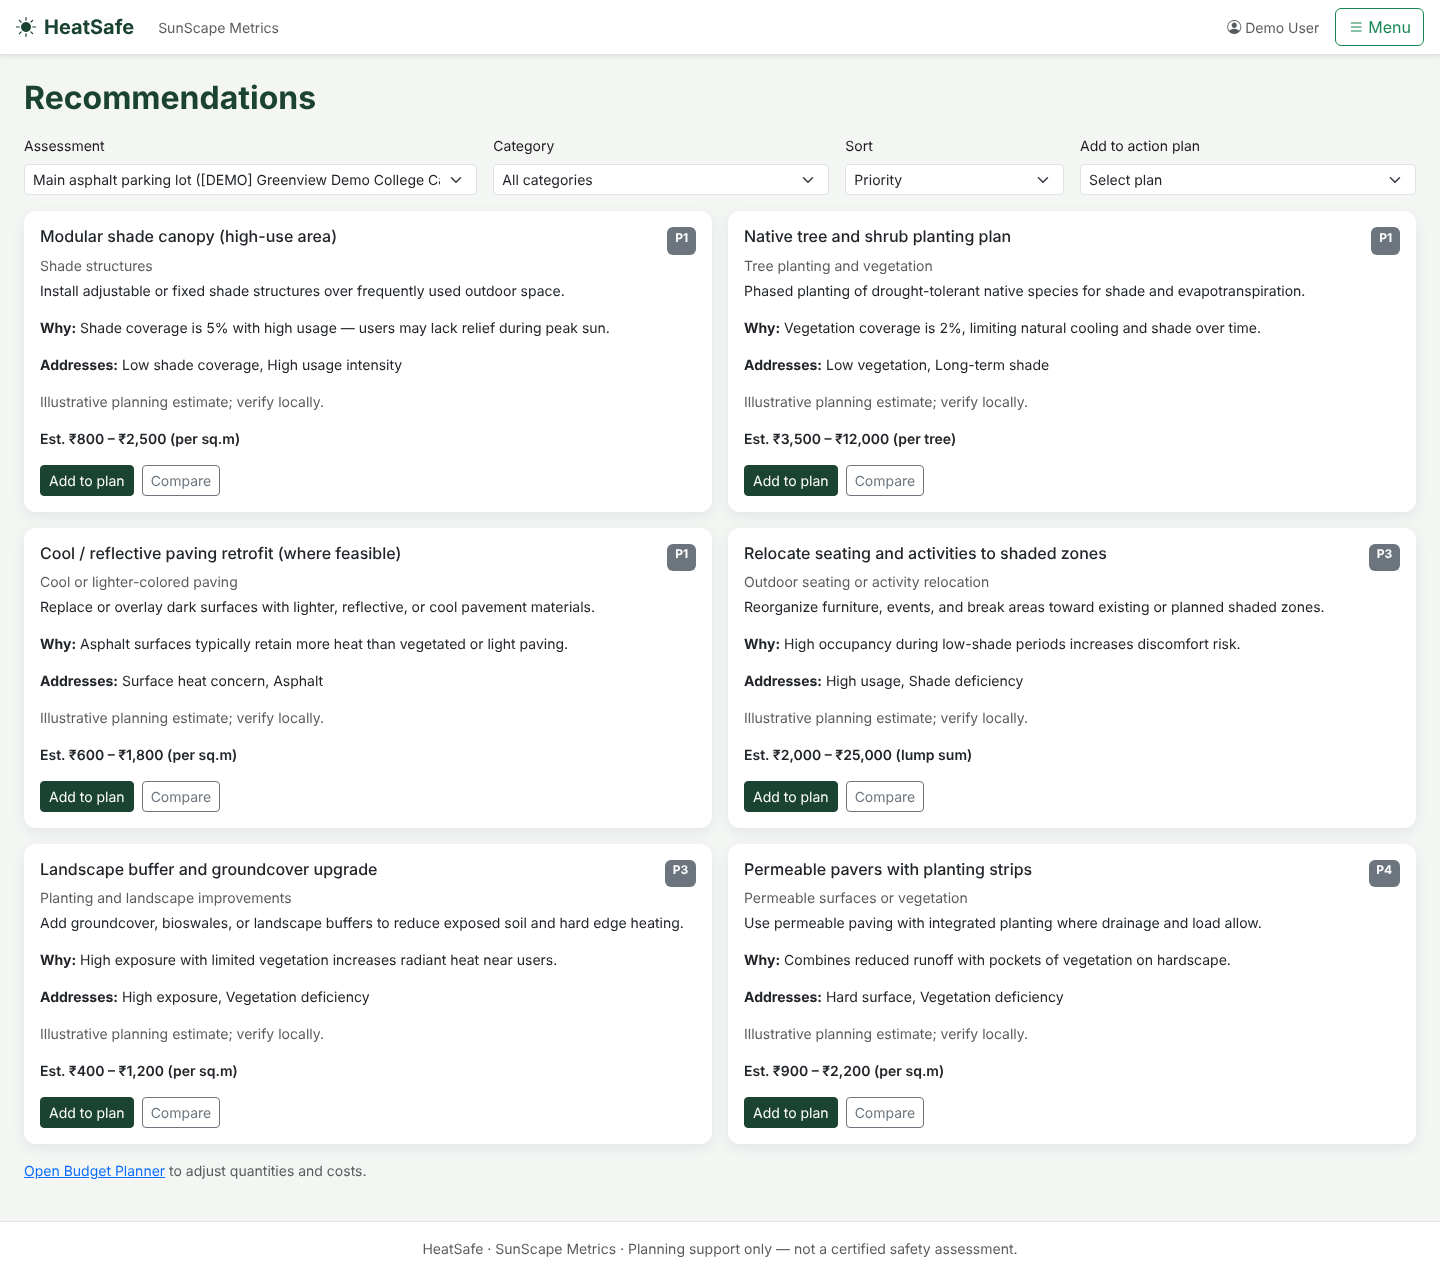 HeatSafe
SunScape Metrics
Demo User
Menu
Recommendations
Assessment
Category
Sort
Add to action plan
Main asphalt parking lot ([DEMO] Greenview Demo College Ca
All categories
Priority
Select plan
Modular shade canopy (high-use area)
P1
Shade structures
Install adjustable or fixed shade structures over frequently used outdoor space.
Why: Shade coverage is 5% with high usage — users may lack relief during peak sun.
Addresses: Low shade coverage, High usage intensity
Illustrative planning estimate; verify locally.
Est. ₹800 – ₹2,500 (per sq.m)
Add to plan
Compare
Native tree and shrub planting plan
P1
Tree planting and vegetation
Phased planting of drought-tolerant native species for shade and evapotranspiration.
Why: Vegetation coverage is 2%, limiting natural cooling and shade over time.
Addresses: Low vegetation, Long-term shade
Illustrative planning estimate; verify locally.
Est. ₹3,500 – ₹12,000 (per tree)
Add to plan
Compare
Cool / reflective paving retrofit (where feasible)
P1
Cool or lighter-colored paving
Replace or overlay dark surfaces with lighter, reflective, or cool pavement materials.
Why: Asphalt surfaces typically retain more heat than vegetated or light paving.
Addresses: Surface heat concern, Asphalt
Illustrative planning estimate; verify locally.
Est. ₹600 – ₹1,800 (per sq.m)
Add to plan
Compare
Relocate seating and activities to shaded zones
P3
Outdoor seating or activity relocation
Reorganize furniture, events, and break areas toward existing or planned shaded zones.
Why: High occupancy during low-shade periods increases discomfort risk.
Addresses: High usage, Shade deficiency
Illustrative planning estimate; verify locally.
Est. ₹2,000 – ₹25,000 (lump sum)
Add to plan
Compare
Landscape buffer and groundcover upgrade
P3
Planting and landscape improvements
Add groundcover, bioswales, or landscape buffers to reduce exposed soil and hard edge heating.
Why: High exposure with limited vegetation increases radiant heat near users.
Addresses: High exposure, Vegetation deficiency
Illustrative planning estimate; verify locally.
Est. ₹400 – ₹1,200 (per sq.m)
Add to plan
Compare
Permeable pavers with planting strips
P4
Permeable surfaces or vegetation
Use permeable paving with integrated planting where drainage and load allow.
Why: Combines reduced runoff with pockets of vegetation on hardscape.
Addresses: Hard surface, Vegetation deficiency
Illustrative planning estimate; verify locally.
Est. ₹900 – ₹2,200 (per sq.m)
Add to plan
Compare
Open Budget Planner to adjust quantities and costs.
HeatSafe · SunScape Metrics · Planning support only — not a certified safety assessment.